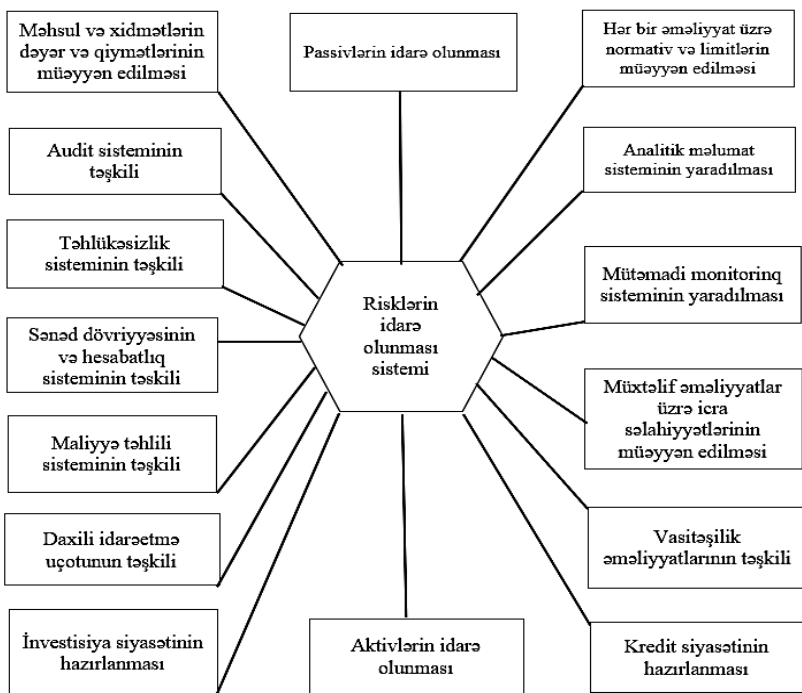 Məhsul və xidmətlərin
dəyər və qiymətlərinin
müəyyən edilməsi
Passivlərin idarə olunması
Hər bir əməliyyat üzrə
normativ və limitlərin
müəyyən edilməsi
Audit sisteminin
təşkili
Analitik məlumat
sisteminin yaradılması
Təhlükəsizlik
sisteminin təşkili
Mütəmadi monitorinq
sisteminin yaradılması
Risklərin
idarə
olunması
sistemi
Sənəd dövriyyəsinin
və hesabatlıq
sisteminin təskili
Müxtəlif əməliyyatlar
üzrə icra
səlahiyyətlərinin
müəyyən edilməsi
Maliyyə təhlili
sisteminin təşkili
Daxili idarəetmə
uçotunun təşkili
Vasitəşilik
əməliyyatlarının təşkili
İnvestisiya siyasətinin
hazırlanması
Aktivlərin idarə
olunması
Kredit siyasətinin
hazırlanması